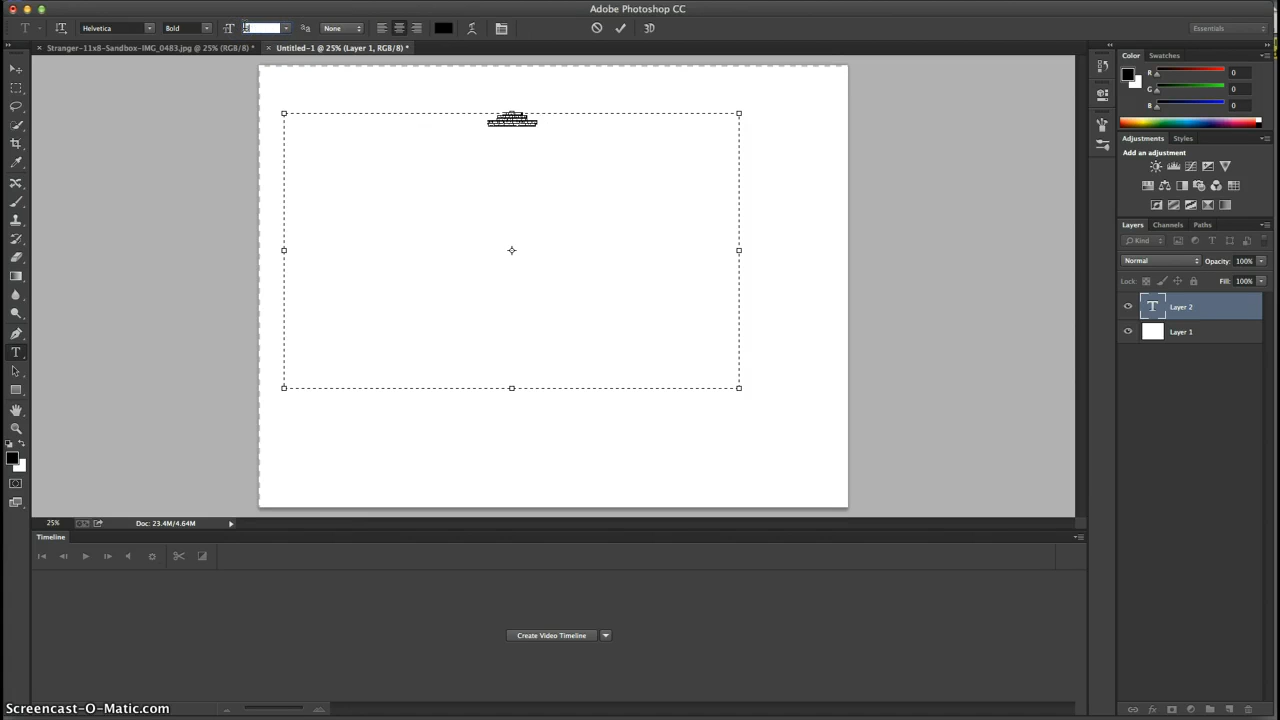 Adobe Photoshop CC
Helvetica Bold None Essentials
Stranger-11x8-Sandbox-IMG_0483.jpg @ 25% (RGB/8) * Untitled-1 @ 25% (Layer 1, RGB/8) *
Color Swatches
R 0
G 0
B 0
Adjustments Styles
Add an adjustment
Layers Channels Paths
Kind
Normal Opacity: 100%
Lock: Fill: 100%
T Layer 2
Layer 1
25% Doc: 23.4M/4.64M
Timeline
Create Video Timeline
Screencast-O-Matic.com